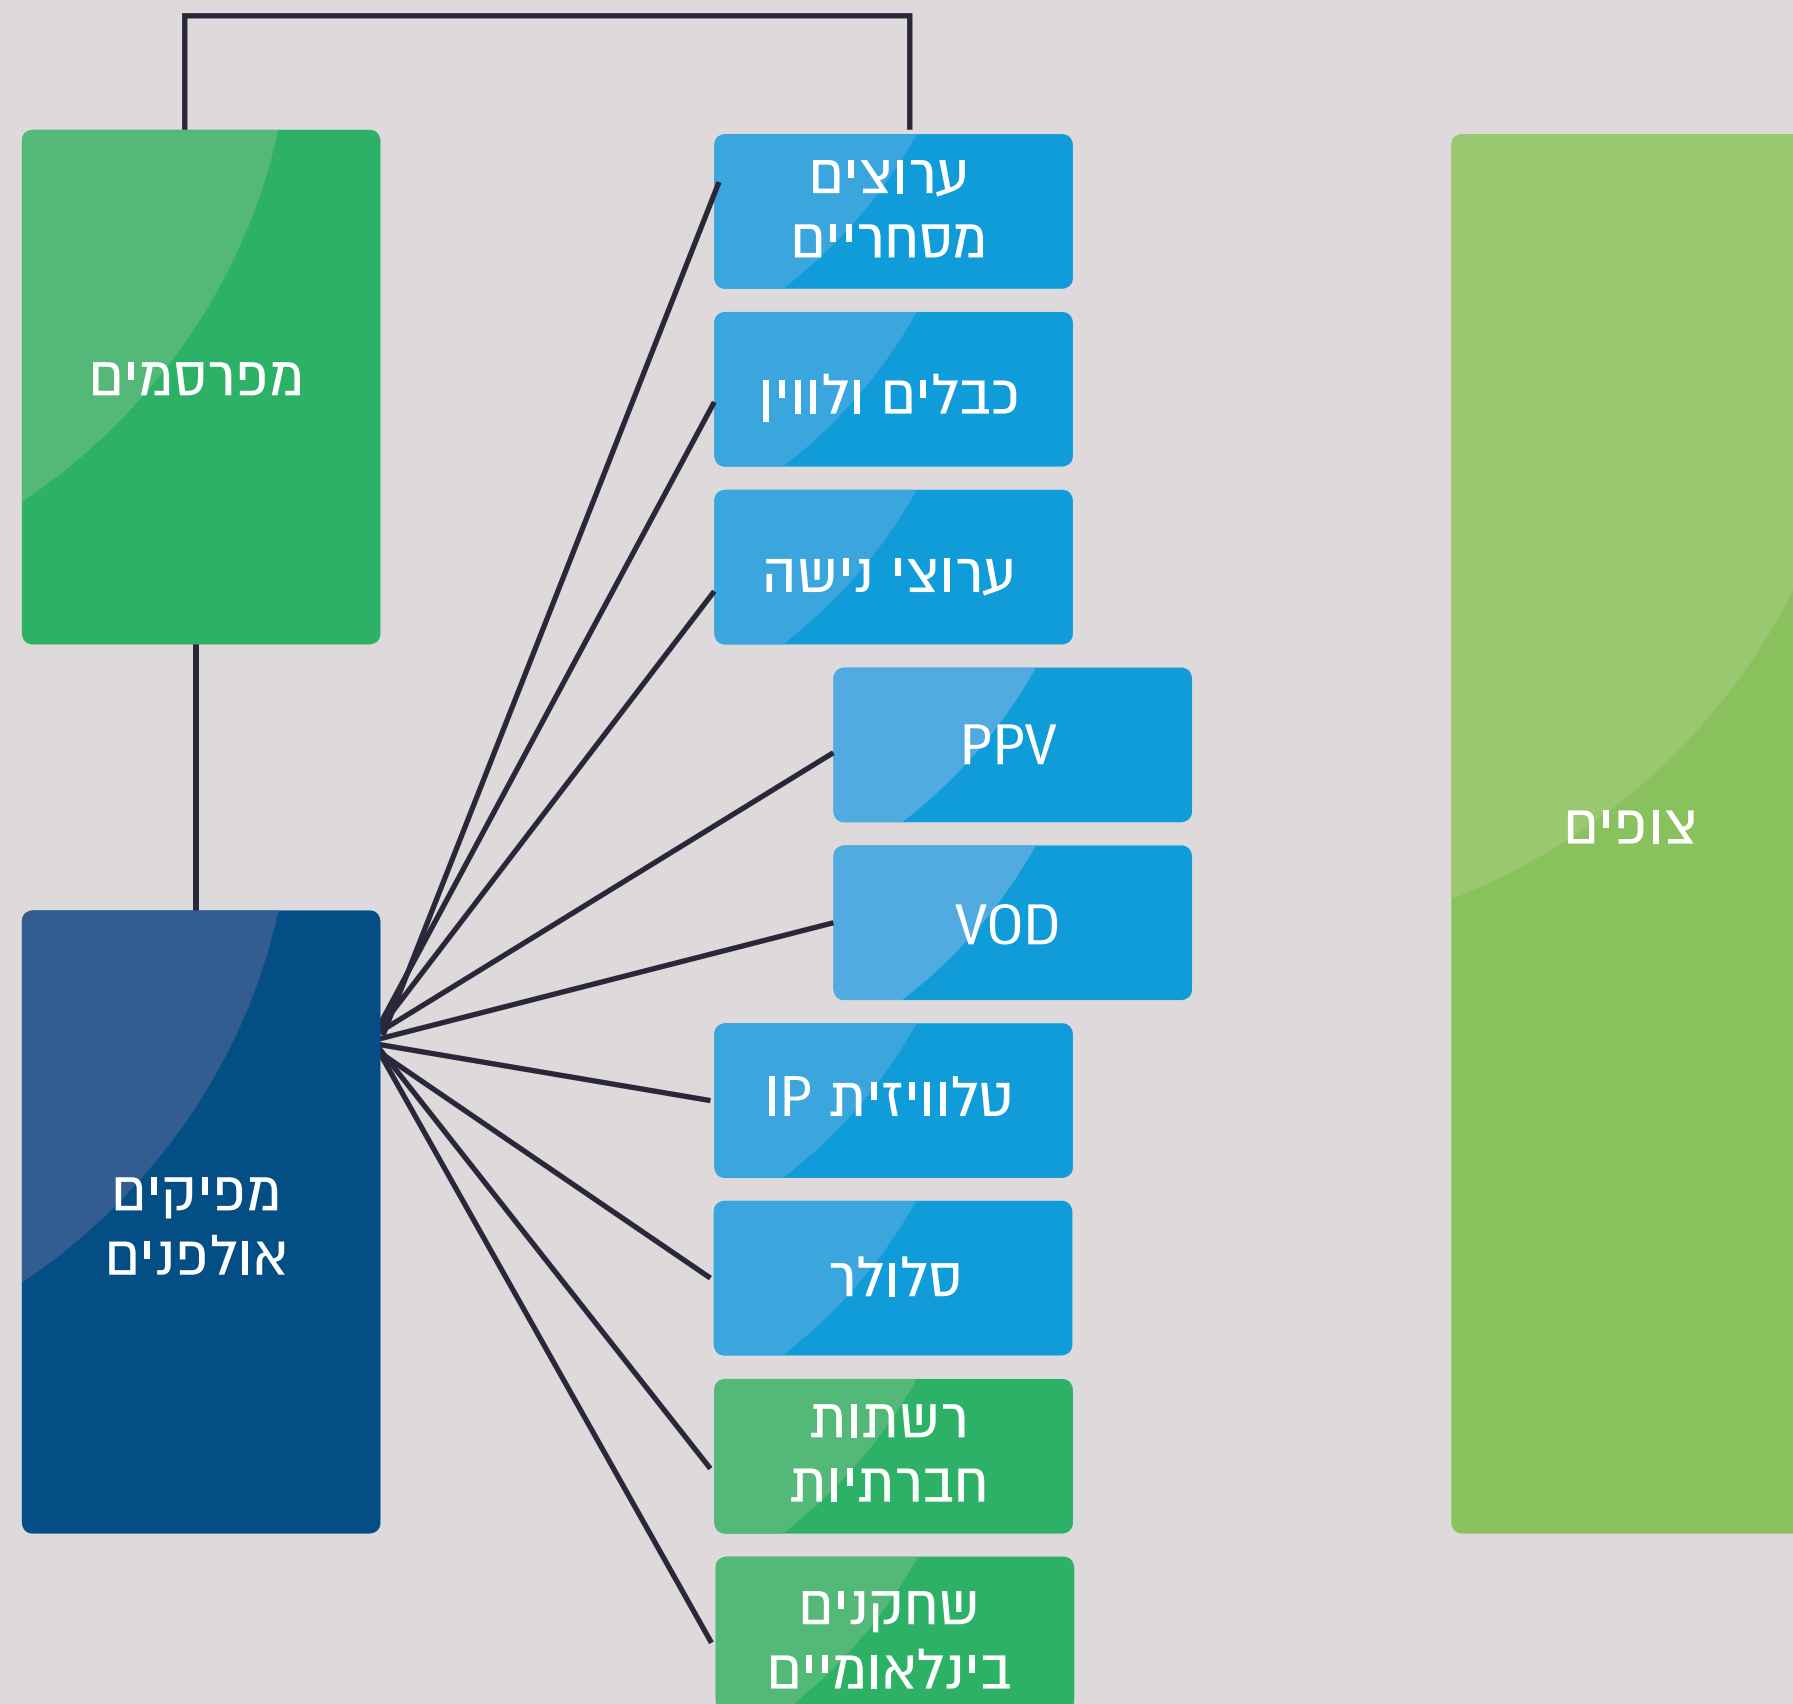 ערוצים
מסחריים
מפרסמים
כבלים ולווין
ערוצי נישה
PPV
צופים
VOD
טלוויזית IP
מפיקים
אולפנים
סלולר
רשתות
חברתיות
שחקנים
בינלאומיים